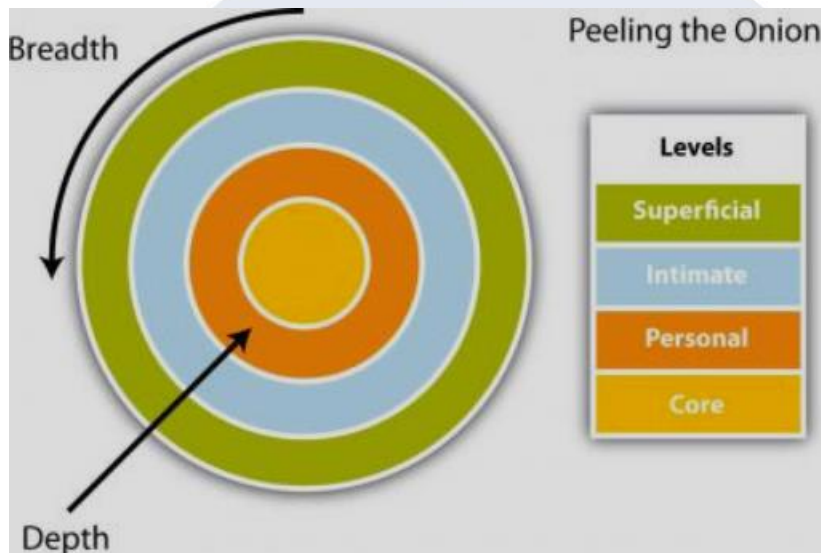 Breadth
Peeling the Onion
Levels
Superficial
Intimate
Personal
Core
Depth